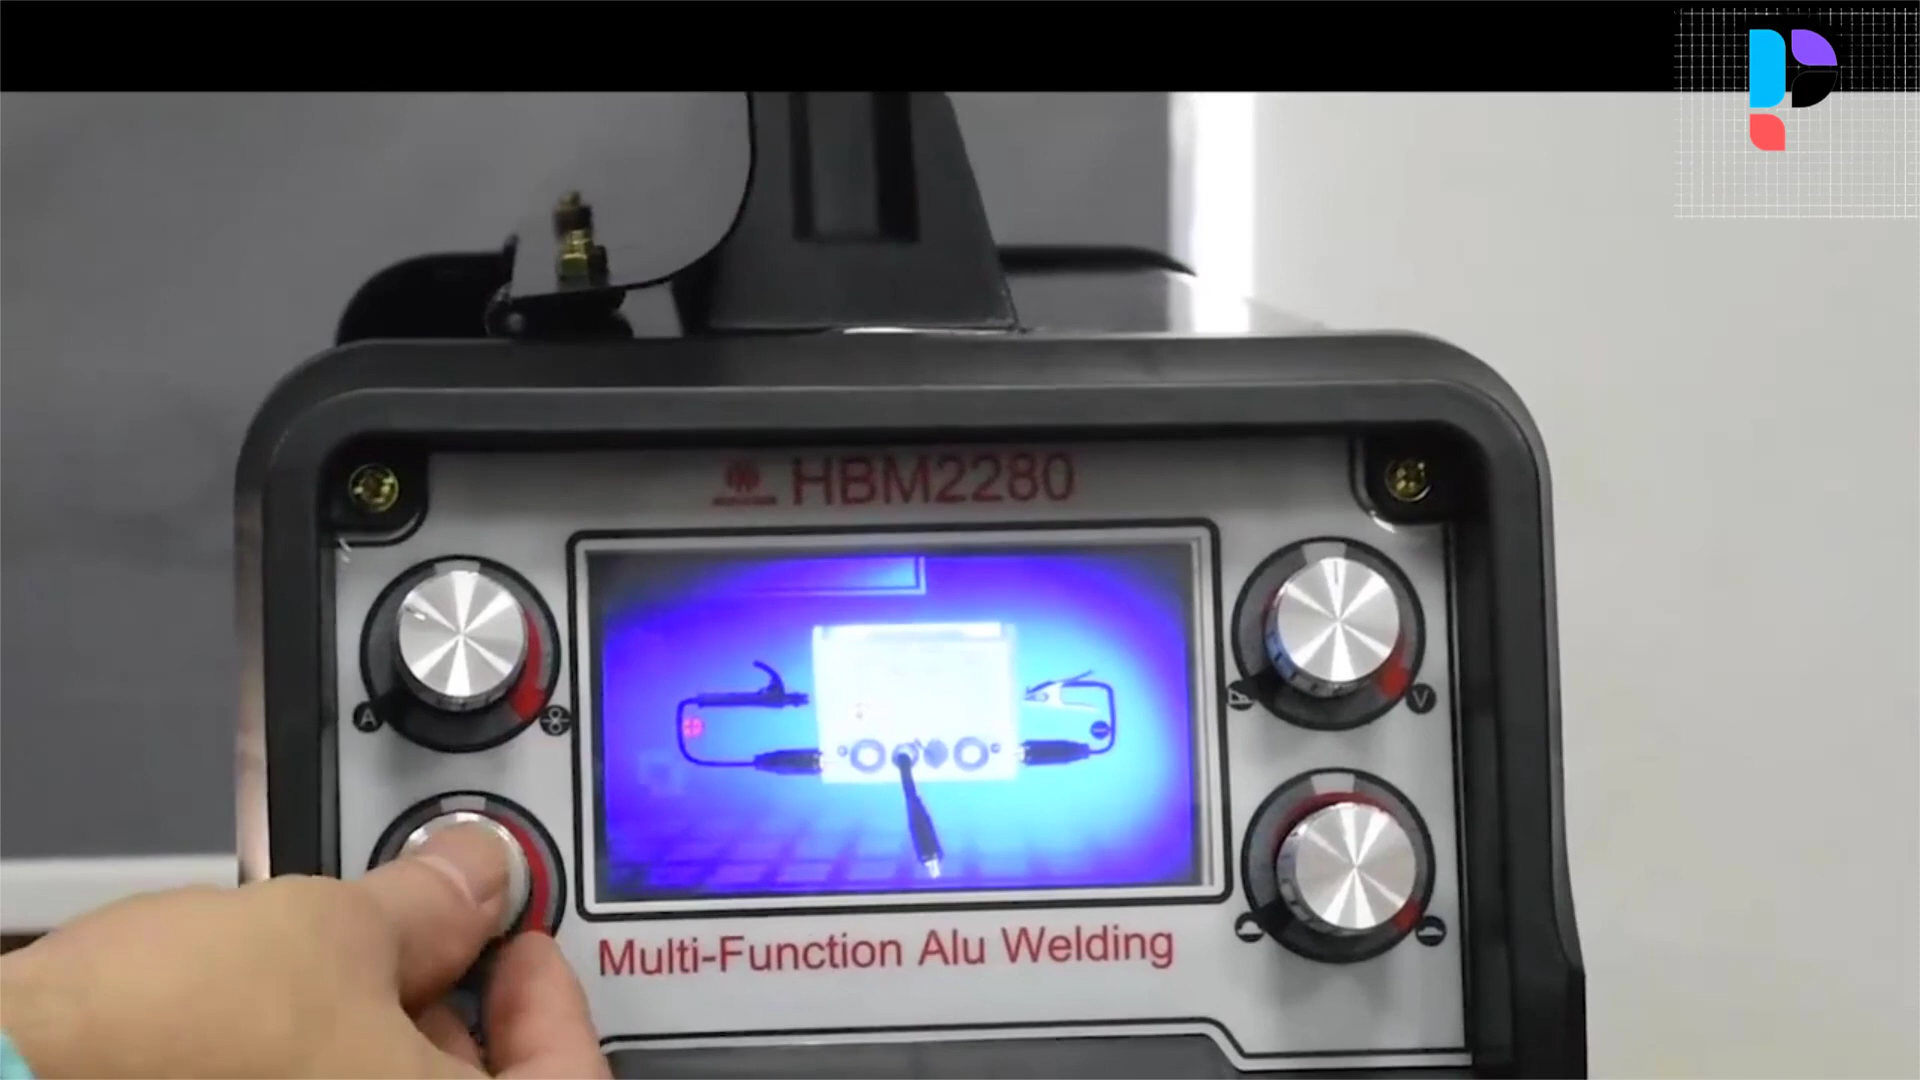 HBM2280
A
V
Multi-Function Alu Welding